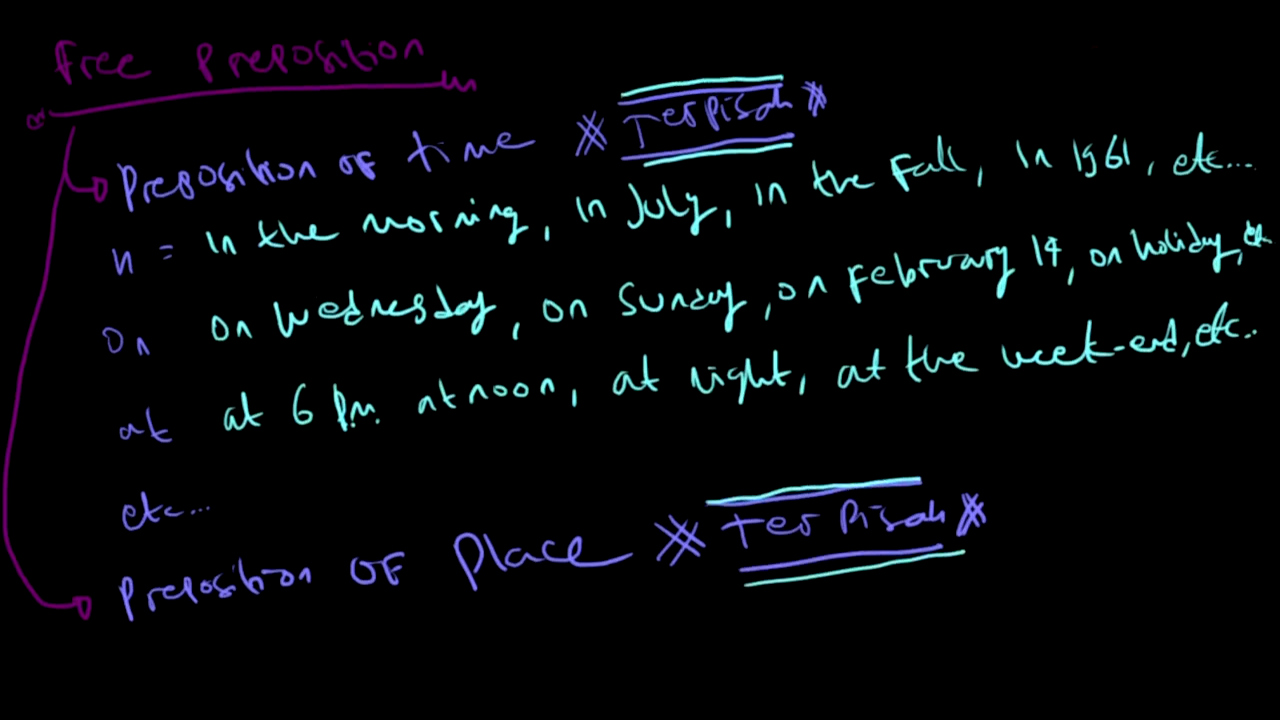 Free Preposition
Preposition of time * Terpisah *
n = in the morning, in July, in the Fall, in 1961, etc...
on on Wednesday, on Sunday, on February 14, on holiday, etc
at at 6 p.m. at noon, at night, at the week-end, etc..
etc...
Preposition of Place * Terpisah *